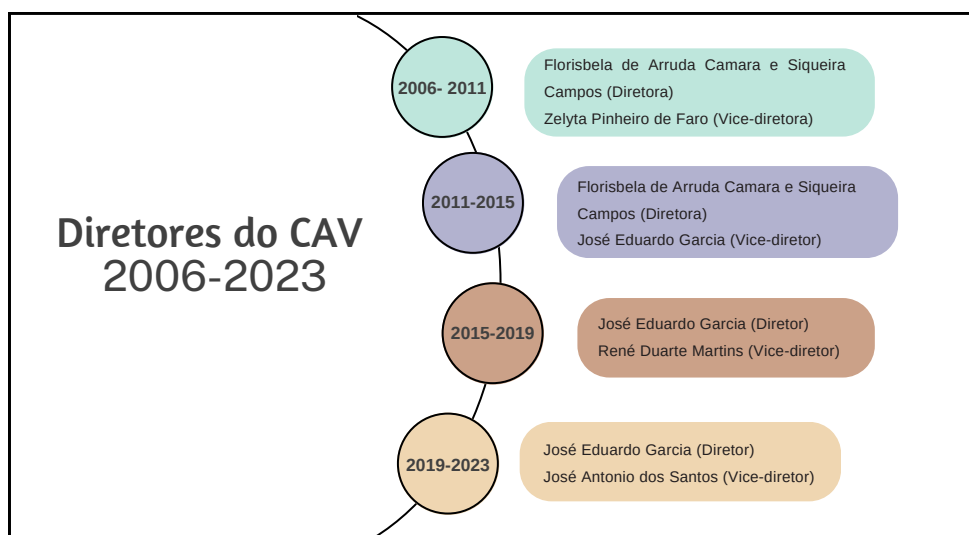 Diretores do CAV
2006-2023
2006- 2011
Florisbela de Arruda Camara e Siqueira
Campos (Diretora)
Zelyta Pinheiro de Faro (Vice-diretora)
2011-2015
Florisbela de Arruda Camara e Siqueira
Campos (Diretora)
José Eduardo Garcia (Vice-diretor)
2015-2019
José Eduardo Garcia (Diretor)
René Duarte Martins (Vice-diretor)
2019-2023
José Eduardo Garcia (Diretor)
José Antonio dos Santos (Vice-diretor)